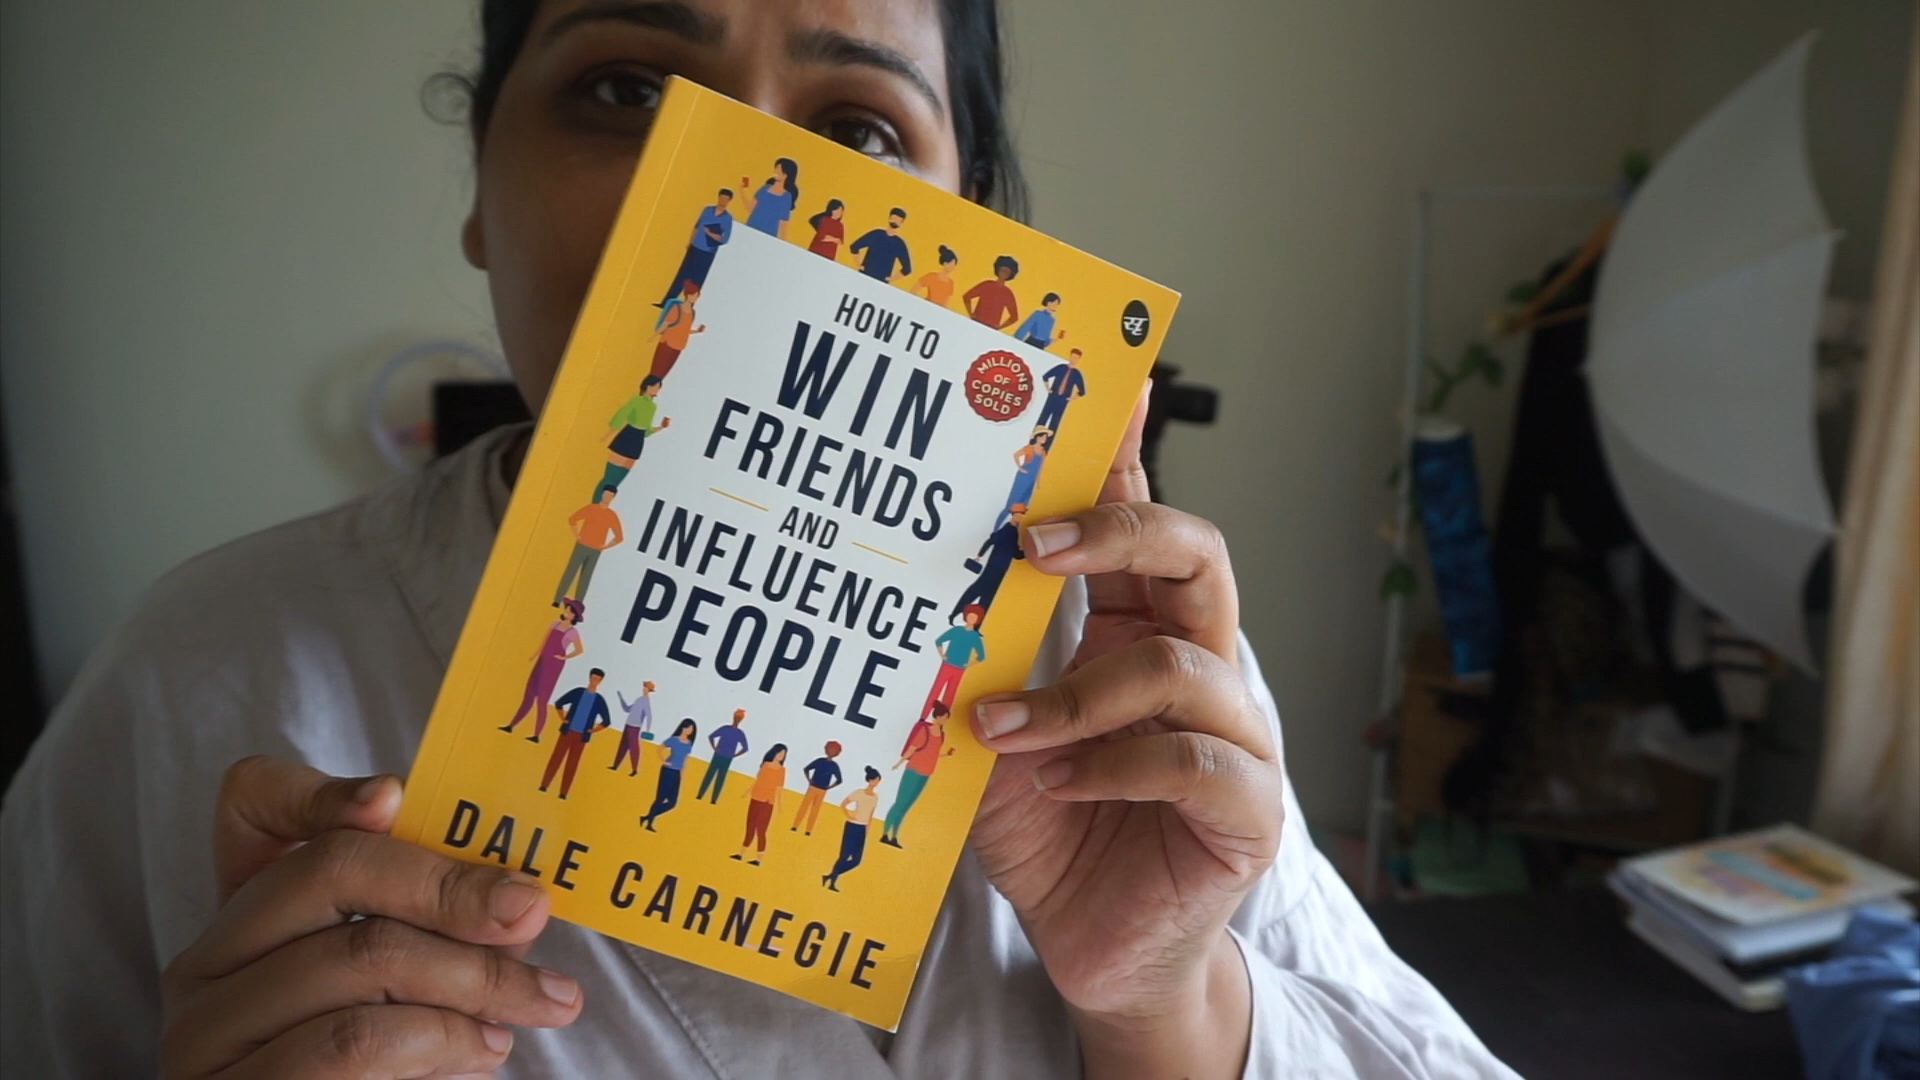 HOW TO
WIN
FRIENDS
AND
INFLUENCE
PEOPLE
MILLIONS
OF
COPIES
SOLD
सृ
DALE CARNEGIE